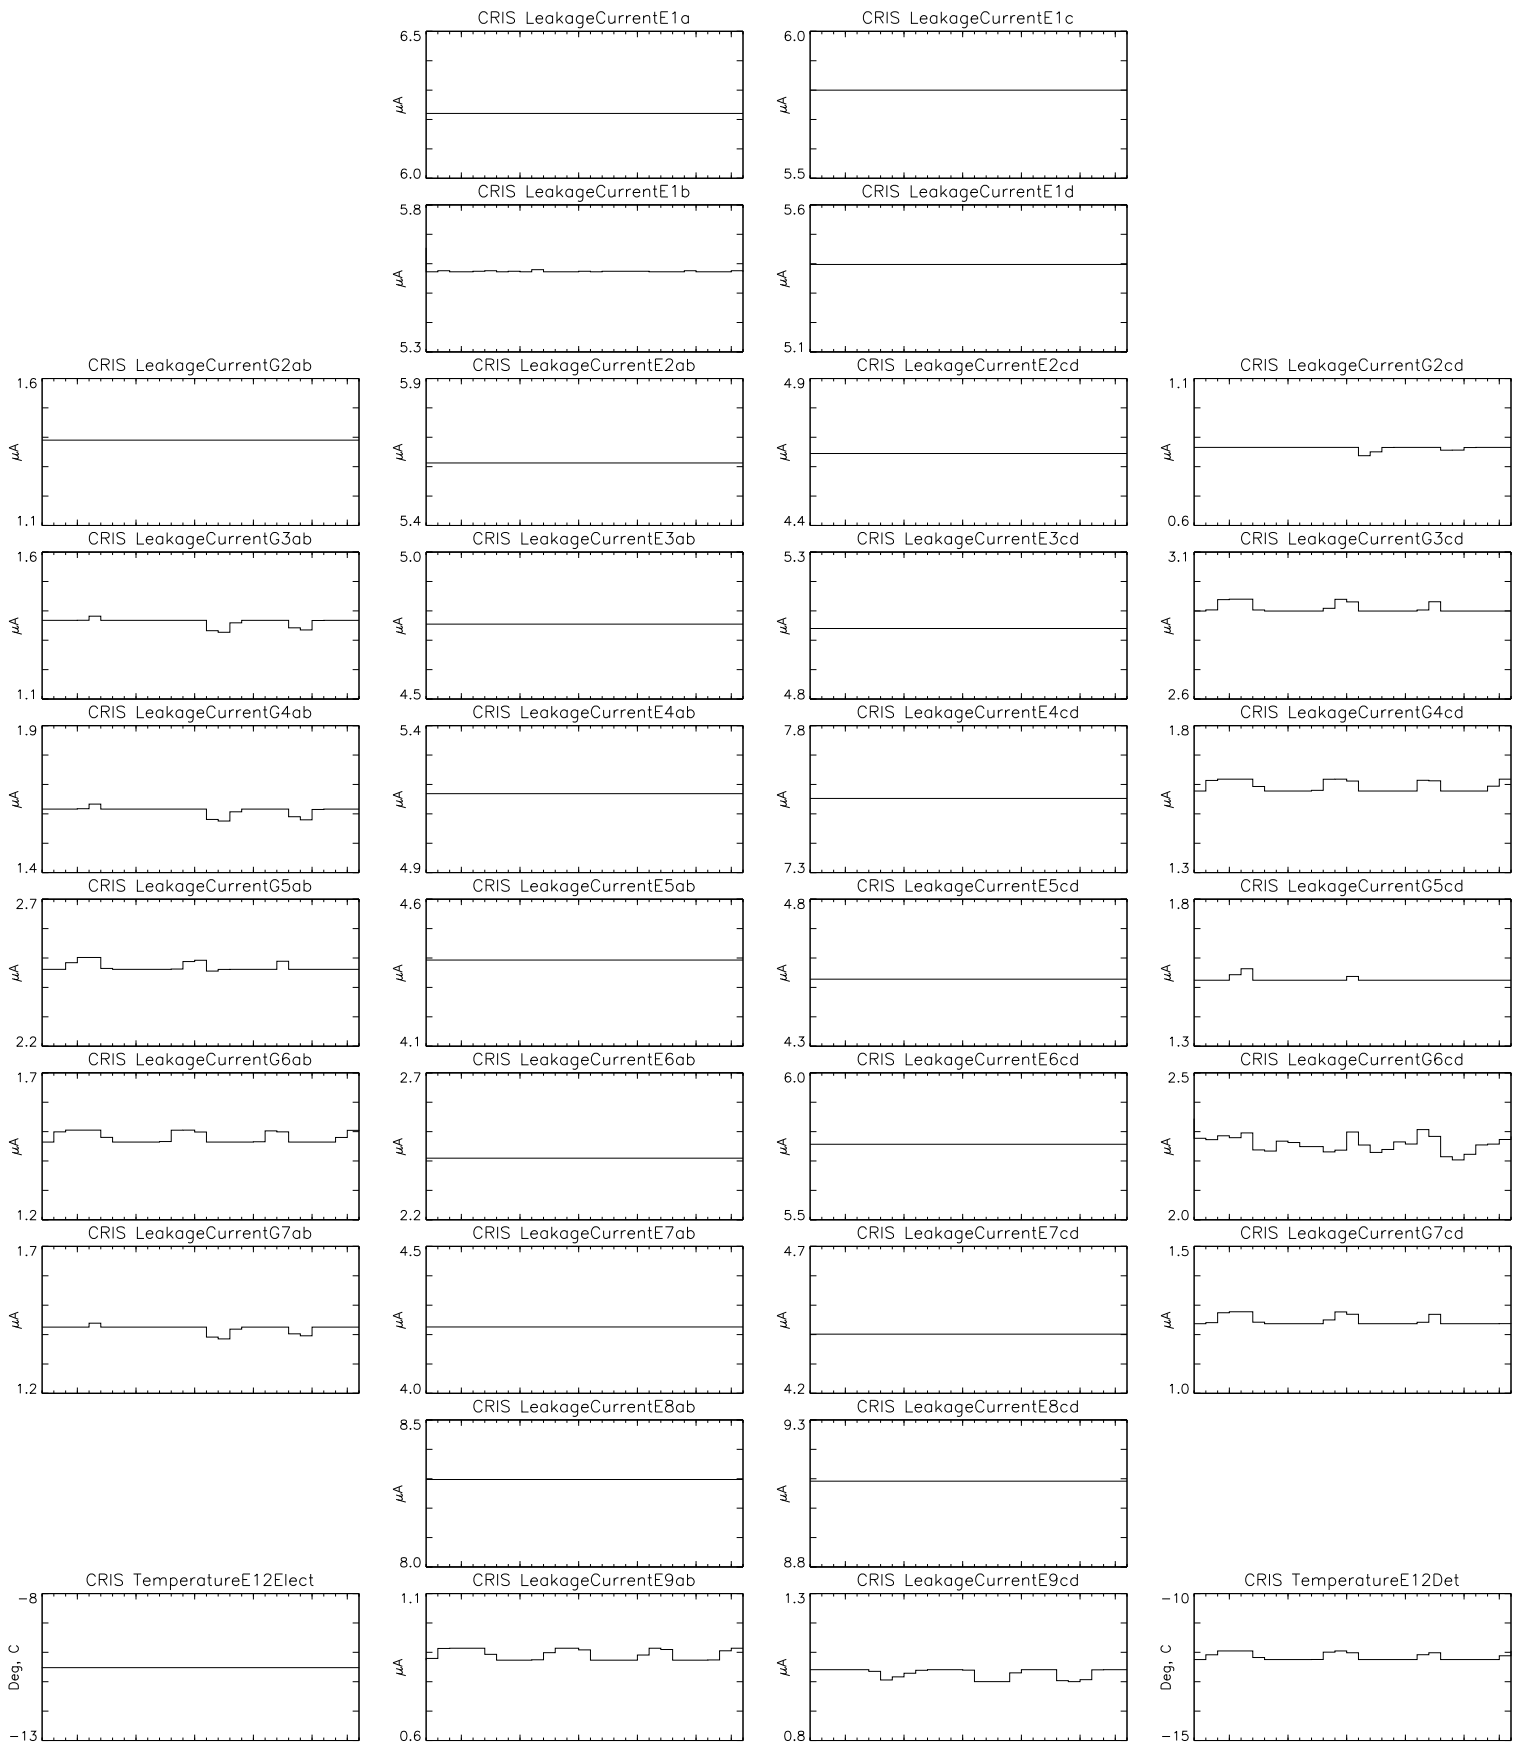 CRIS LeakageCurrentE1a
6.5
μA
6.0
CRIS LeakageCurrentE1c
6.0
μA
5.5
CRIS LeakageCurrentE1b
5.8
μA
5.3
CRIS LeakageCurrentE1d
5.6
μA
5.1
CRIS LeakageCurrentG2ab
1.6
μA
1.1
CRIS LeakageCurrentE2ab
5.9
μA
5.4
CRIS LeakageCurrentE2cd
4.9
μA
4.4
CRIS LeakageCurrentG2cd
1.1
μA
0.6
CRIS LeakageCurrentG3ab
1.6
μA
1.1
CRIS LeakageCurrentE3ab
5.0
μA
4.5
CRIS LeakageCurrentE3cd
5.3
μA
4.8
CRIS LeakageCurrentG3cd
3.1
μA
2.6
CRIS LeakageCurrentG4ab
1.9
μA
1.4
CRIS LeakageCurrentE4ab
5.4
μA
4.9
CRIS LeakageCurrentE4cd
7.8
μA
7.3
CRIS LeakageCurrentG4cd
1.8
μA
1.3
CRIS LeakageCurrentG5ab
2.7
μA
2.2
CRIS LeakageCurrentE5ab
4.6
μA
4.1
CRIS LeakageCurrentE5cd
4.8
μA
4.3
CRIS LeakageCurrentG5cd
1.8
μA
1.3
CRIS LeakageCurrentG6ab
1.7
μA
1.2
CRIS LeakageCurrentE6ab
2.7
μA
2.2
CRIS LeakageCurrentE6cd
6.0
μA
5.5
CRIS LeakageCurrentG6cd
2.5
μA
2.0
CRIS LeakageCurrentG7ab
1.7
μA
1.2
CRIS LeakageCurrentE7ab
4.5
μA
4.0
CRIS LeakageCurrentE7cd
4.7
μA
4.2
CRIS LeakageCurrentG7cd
1.5
μA
1.0
CRIS LeakageCurrentE8ab
8.5
μA
8.0
CRIS LeakageCurrentE8cd
9.3
μA
8.8
CRIS TemperatureE12Elect
−8
Deg, C
−13
CRIS LeakageCurrentE9ab
1.1
μA
0.6
CRIS LeakageCurrentE9cd
1.3
μA
0.8
CRIS TemperatureE12Det
−10
Deg, C
−15